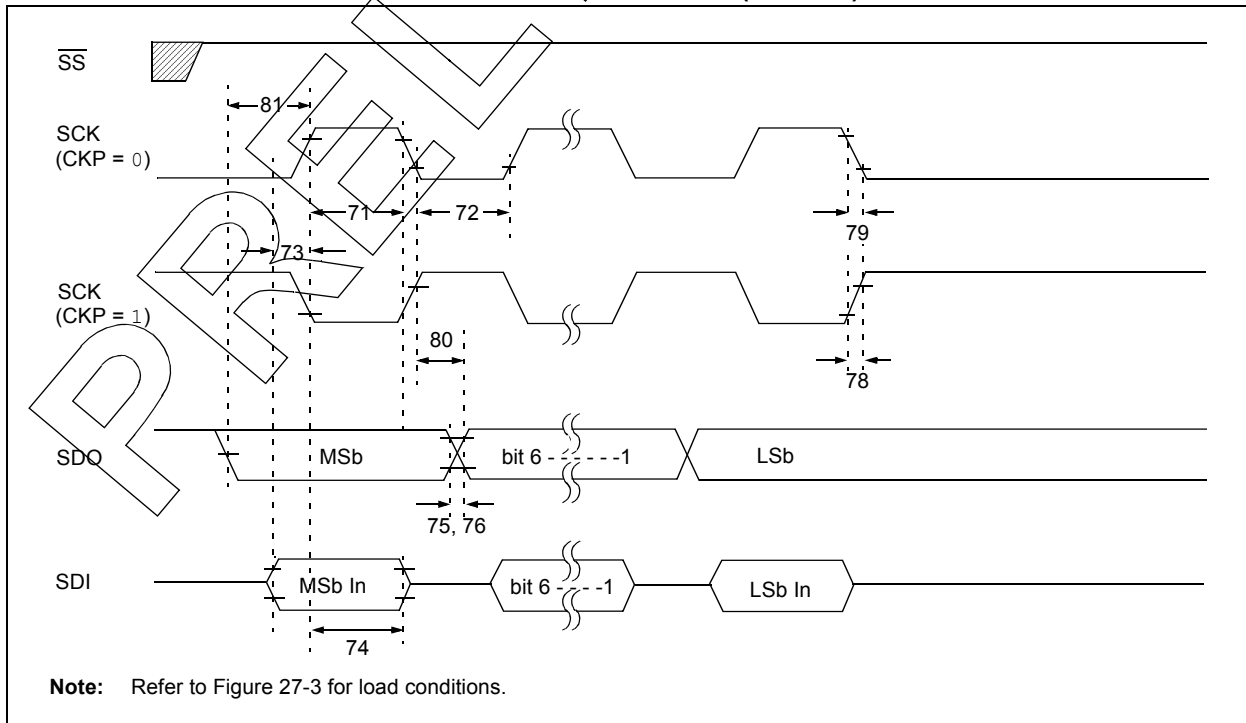 SS
81
SCK
(CKP = 0)
71
72
79
73
SCK
(CKP = 1)
80
78
SDO
MSb
bit 6 - - - - - - -1
LSb
75, 76
SDI
MSb In
bit 6 - - - - -1
LSb In
74
Note: Refer to Figure 27-3 for load conditions.
PREL